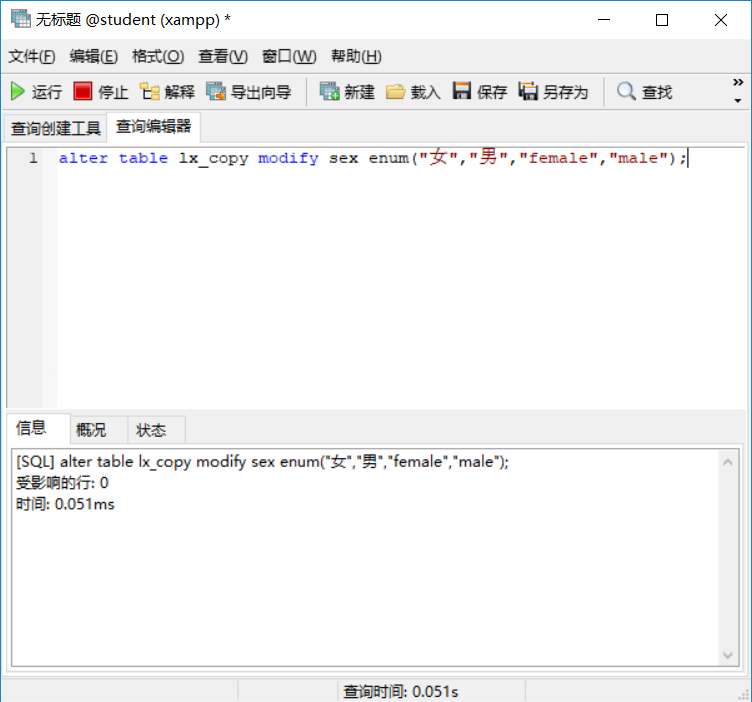 无标题 @student (xampp) *
文件(F) 编辑(E) 格式(O) 查看(V) 窗口(W) 帮助(H)
运行 停止 解释 导出向导 新建 载入 保存 另存为 查找 »
查询创建工具 查询编辑器
1 alter table lx_copy modify sex enum("女","男","female","male");
信息 概况 状态
[SQL] alter table lx_copy modify sex enum("女","男","female","male");
受影响的行: 0
时间: 0.051ms
查询时间: 0.051s